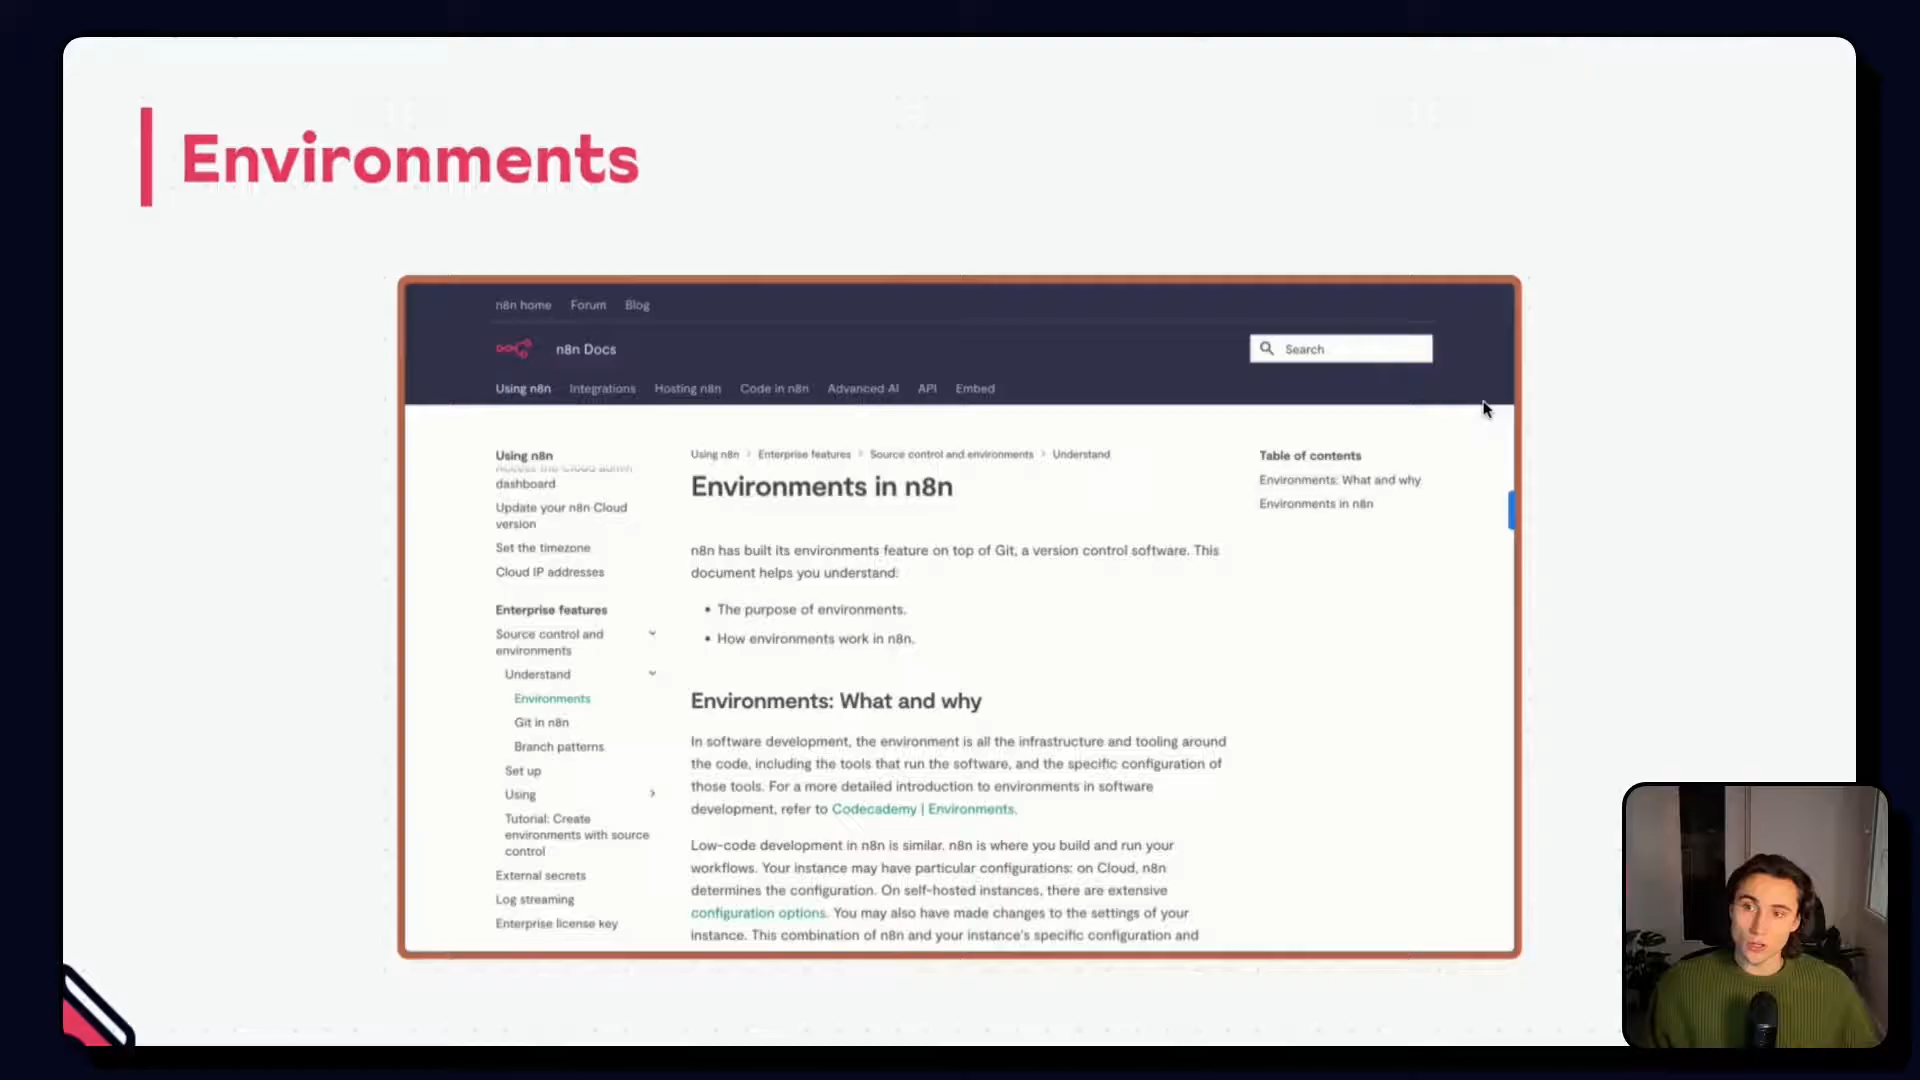 Environments
n8n home Forum Blog
n8n Docs
Search
Using n8n Integrations Hosting n8n Code in n8n Advanced AI API Embed
Using n8n
Access the Cloud admin
dashboard
Update your n8n Cloud
version
Set the timezone
Cloud IP addresses
Enterprise features
Source control and
environments
Understand
Environments
Git in n8n
Branch patterns
Set up
Using
Tutorial: Create
environments with source
control
External secrets
Log streaming
Enterprise license key
Using n8n › Enterprise features › Source control and environments › Understand
Environments in n8n
n8n has built its environments feature on top of Git, a version control software. This
document helps you understand:
• The purpose of environments.
• How environments work in n8n.
Environments: What and why
In software development, the environment is all the infrastructure and tooling around
the code, including the tools that run the software, and the specific configuration of
those tools. For a more detailed introduction to environments in software
development, refer to Codecademy | Environments.
Low-code development in n8n is similar. n8n is where you build and run your
workflows. Your instance may have particular configurations: on Cloud, n8n
determines the configuration. On self-hosted instances, there are extensive
configuration options. You may also have made changes to the settings of your
instance. This combination of n8n and your instance's specific configuration and
Table of contents
Environments: What and why
Environments in n8n